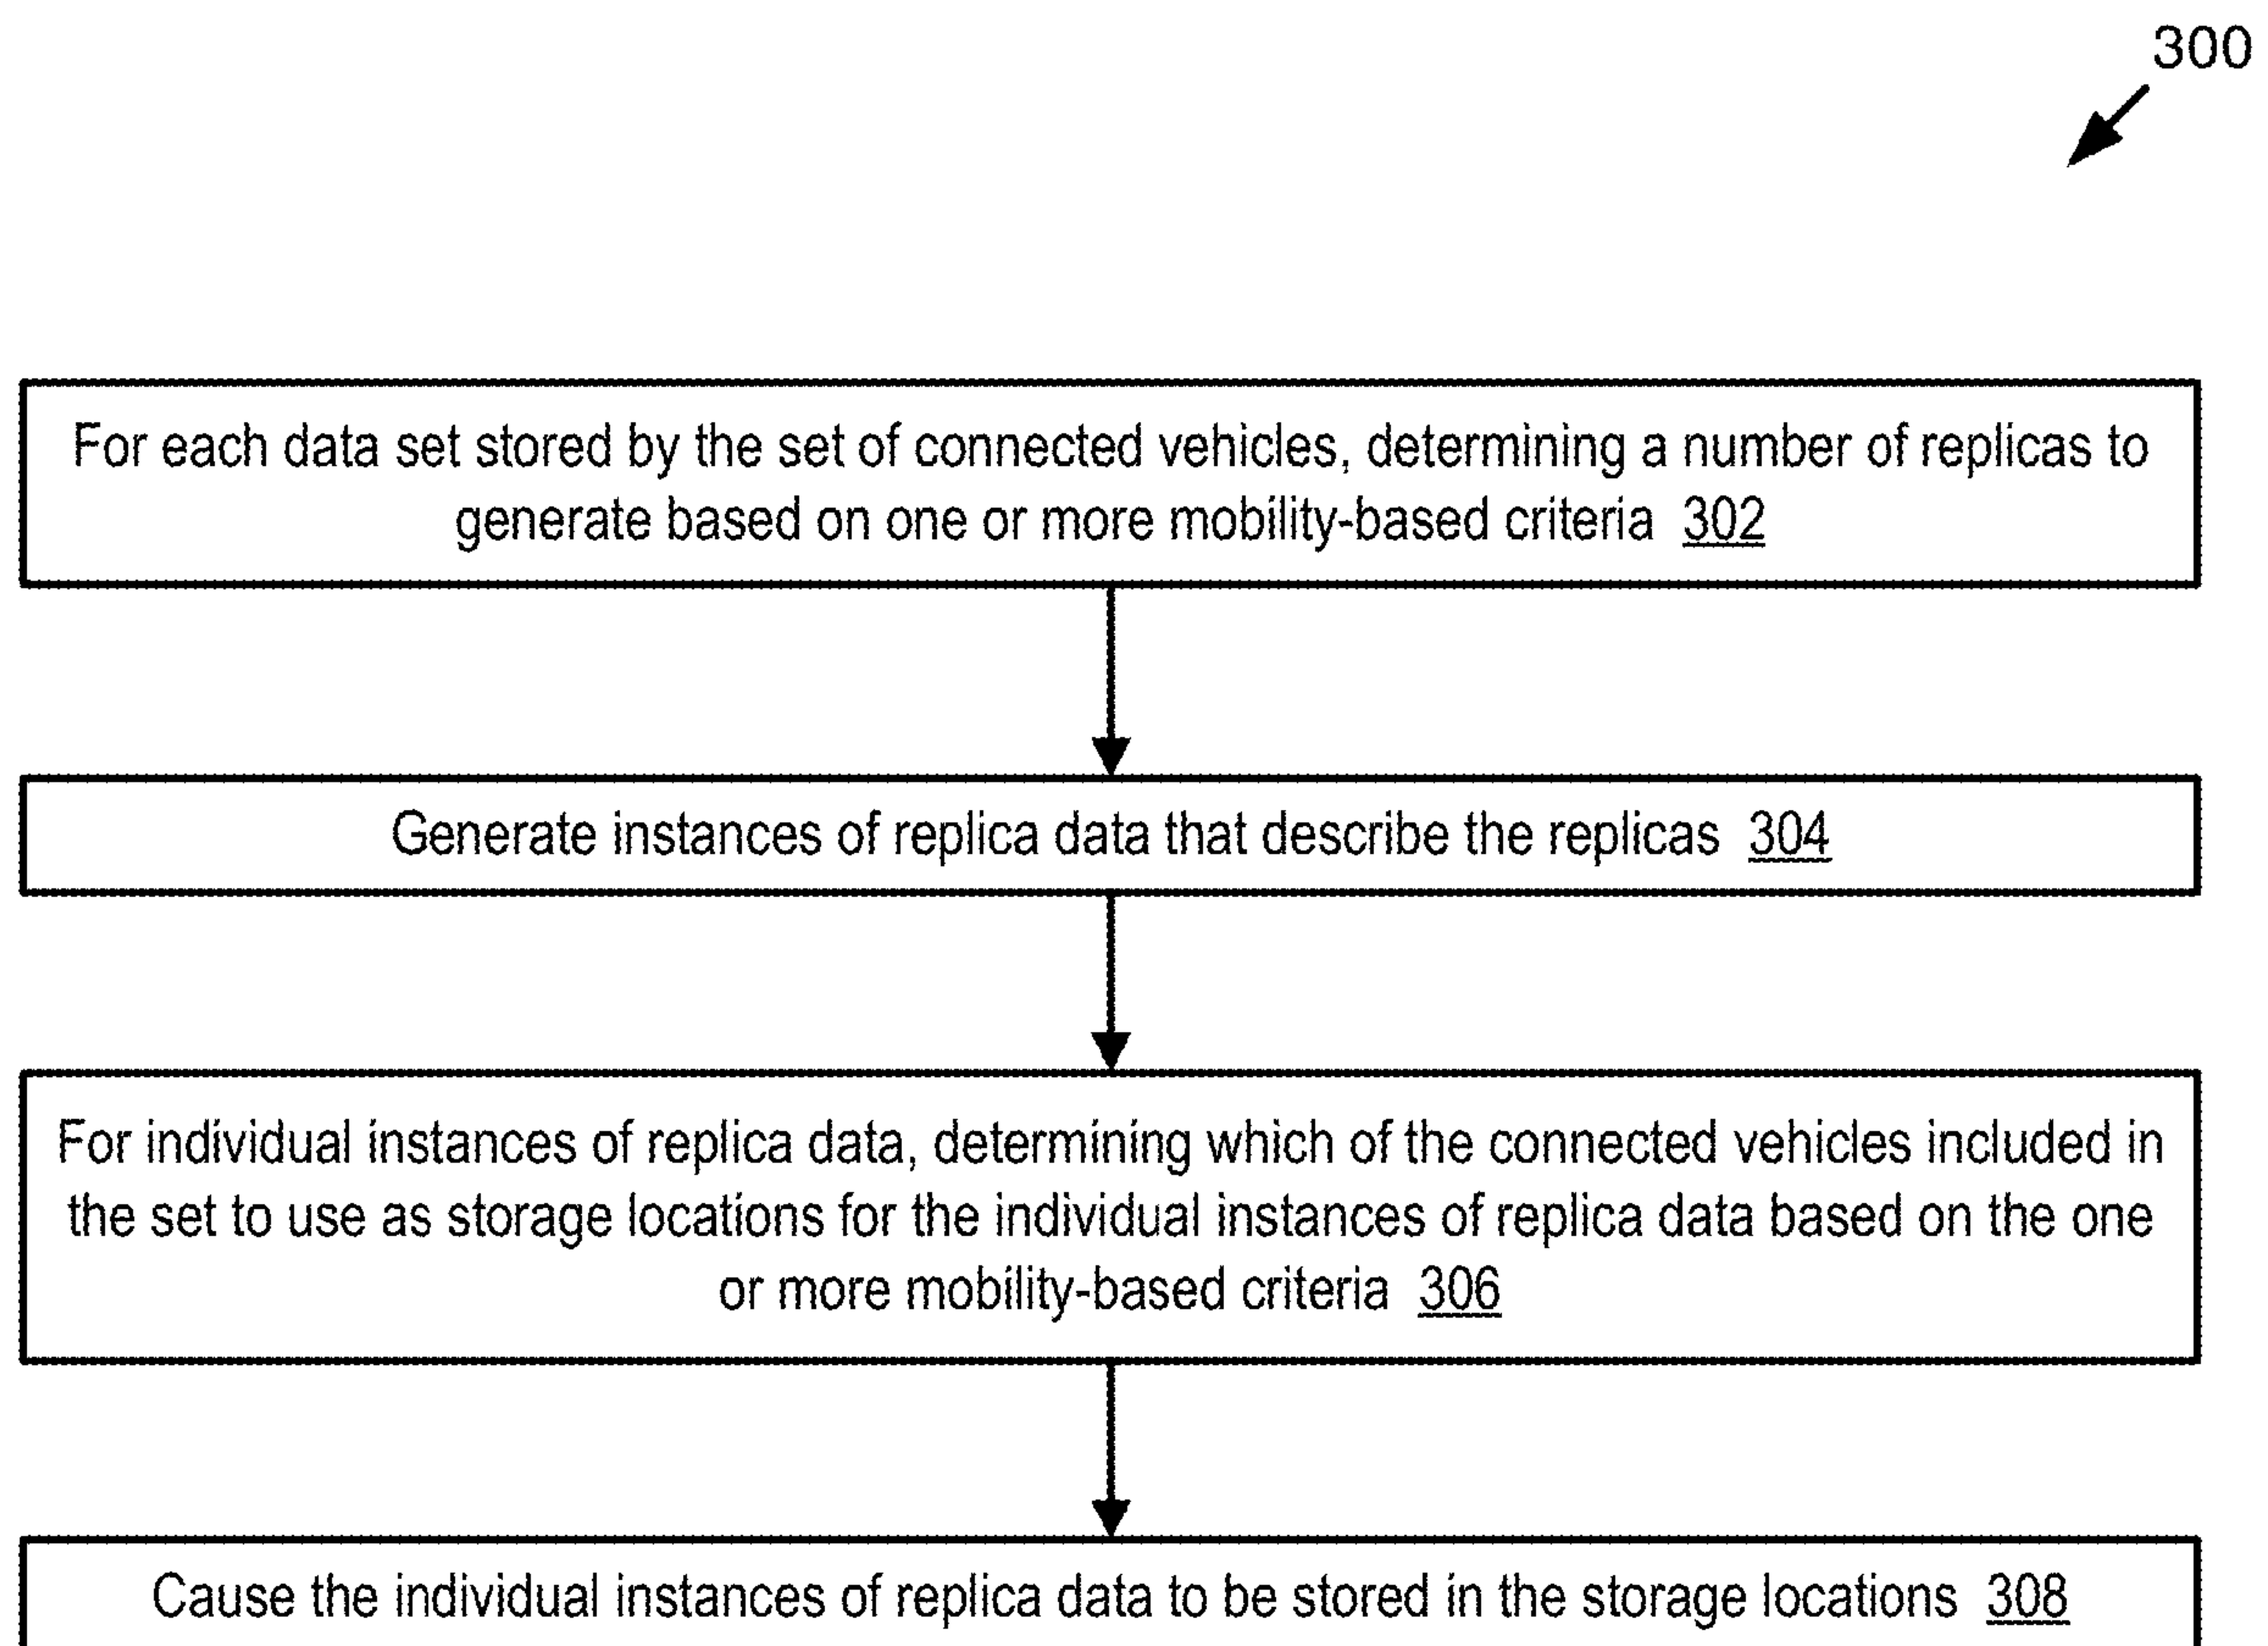 300
For each data set stored by the set of connected vehicles, determining a number of replicas to
generate based on one or more mobility-based criteria 302
Generate instances of replica data that describe the replicas 304
For individual instances of replica data, determining which of the connected vehicles included in
the set to use as storage locations for the individual instances of replica data based on the one
or more mobility-based criteria 306
Cause the individual instances of replica data to be stored in the storage locations 308